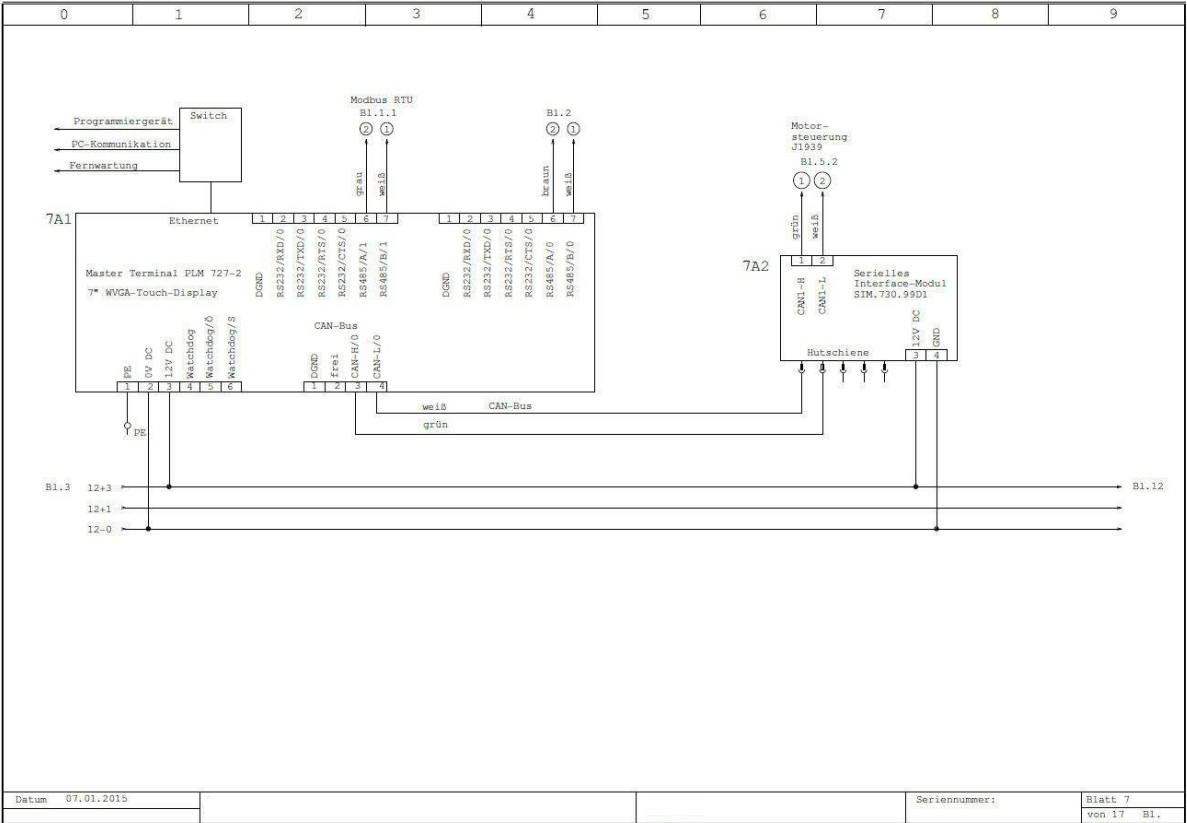 0 1 2 3 4 5 6 7 8 9
Modbus RTU
Bl.1.1
Bl.2
2 1
2 1
Switch
Programmiergerät
PC-Kommunikation
Fernwartung
grau
weiß
braun
weiß
Motor-
steuerung
J1939
Bl.5.2
1 2
grün
weiß
7A1
Ethernet
1 2 3 4 5 6 7
1 2 3 4 5 6 7
DGND
RS232/RXD/0
RS232/TXD/0
RS232/RTS/0
RS232/CTS/0
RS485/A/1
RS485/B/1
DGND
RS232/RXD/0
RS232/TXD/0
RS232/RTS/0
RS232/CTS/0
RS485/A/0
RS485/B/0
Master Terminal PLM 727-2
7" WVGA-Touch-Display
7A2
1 2
CAN1-H
CAN1-L
Serielles
Interface-Modul
SIM.730.99D1
12V DC
GND
Hutschiene
3 4
CAN-Bus
PE
0V DC
12V DC
Watchdog
Watchdog/Ö
Watchdog/S
1 2 3 4 5 6
DGND
frei
CAN-H/0
CAN-L/0
1 2 3 4
weiß CAN-Bus
grün
PE
Bl.3 12+3 Bl.12
12+1
12-0
Datum 07.01.2015
Seriennummer:
Blatt 7
von 17 Bl.